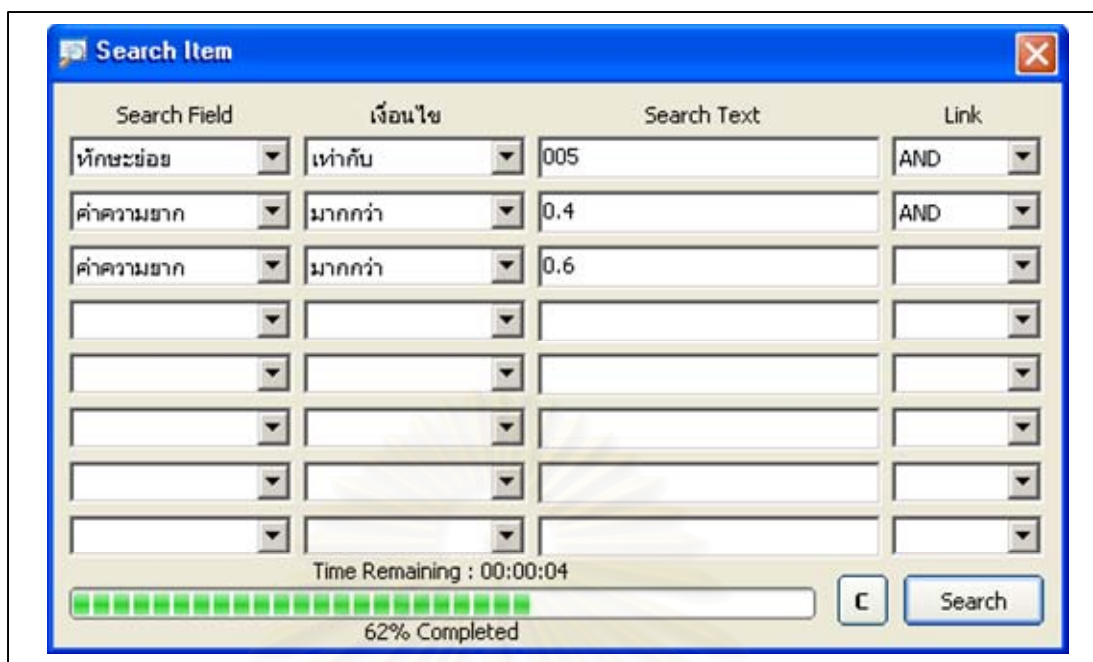 Search Item
Search Field เงื่อนไข Search Text Link
ทักษะย่อย เท่ากับ 005 AND
ค่าความยาก มากกว่า 0.4 AND
ค่าความยาก มากกว่า 0.6
Time Remaining : 00:00:04
C Search
62% Completed